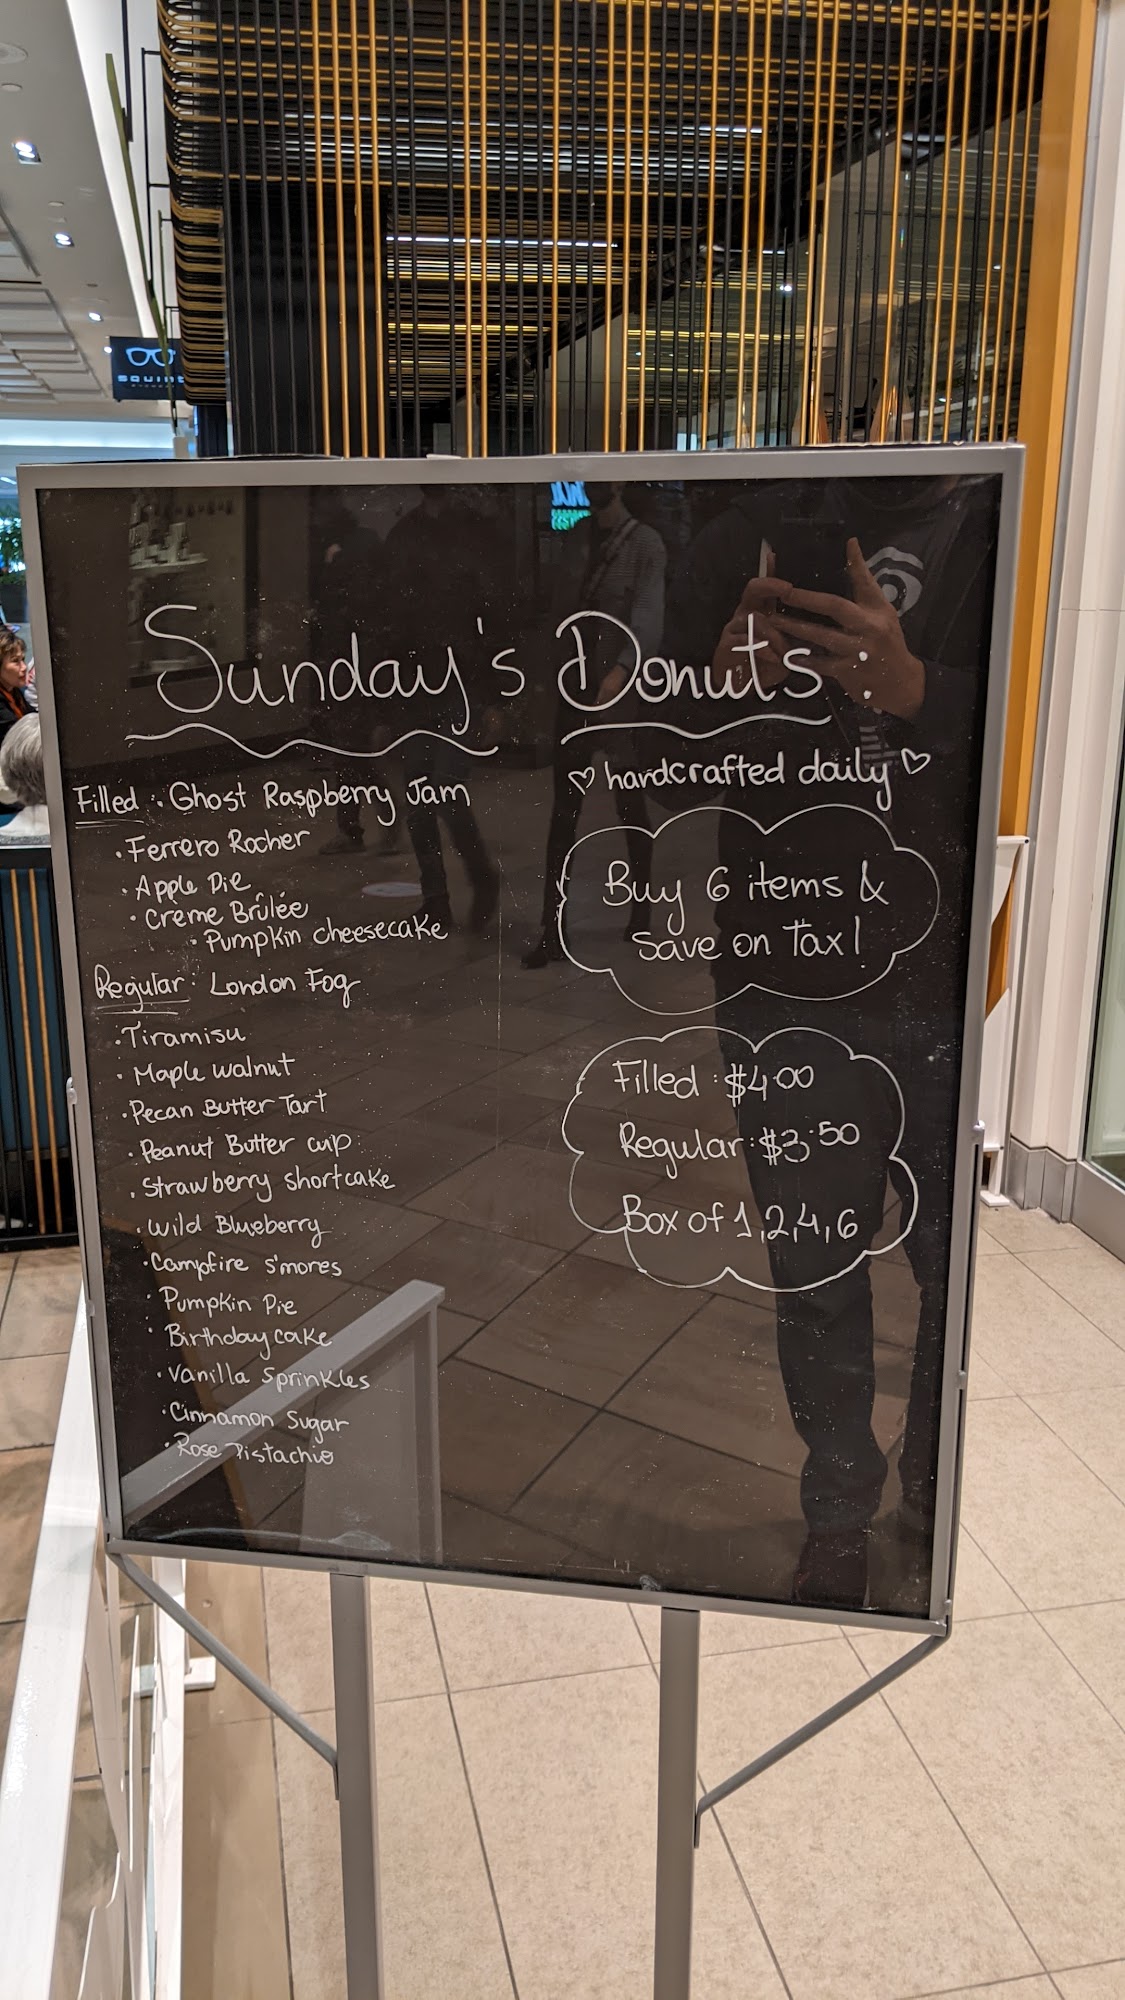 SQUINT
EYEWEAR
Sunday's Donuts:
♡ handcrafted daily ♡
Filled: Ghost Raspberry Jam
· Ferrero Rocher
· Apple Pie
· Creme Brûlée
· Pumpkin cheesecake
Regular: London Fog
· Tiramisu
· Maple walnut
· Pecan Butter Tart
· Peanut Butter cup
· Strawberry shortcake
· Wild Blueberry
· Campfire s'mores
· Pumpkin Pie
· Birthday cake
· Vanilla Sprinkles
· Cinnamon Sugar
· Rose Pistachio
Buy 6 items &
save on Tax!
Filled: $4.00
Regular: $3.50
Box of 1,2,4,6